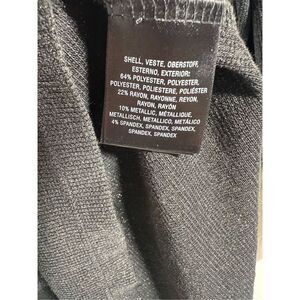 SHELL, VESTE, OBERSTOFF,
ESTERNO, EXTERIOR:
64% POLYESTER, POLYESTER,
POLYESTER, POLIESTERE, POLIÉSTER
22% RAYON, RAYONNE, REYON,
RAYON, RAYÓN
10% METALLIC, MÉTALLIQUE,
METALLISCH, METALLICO, METÁLICO
4% SPANDEX, SPANDEX, SPANDEX,
SPANDEX, SPANDEX